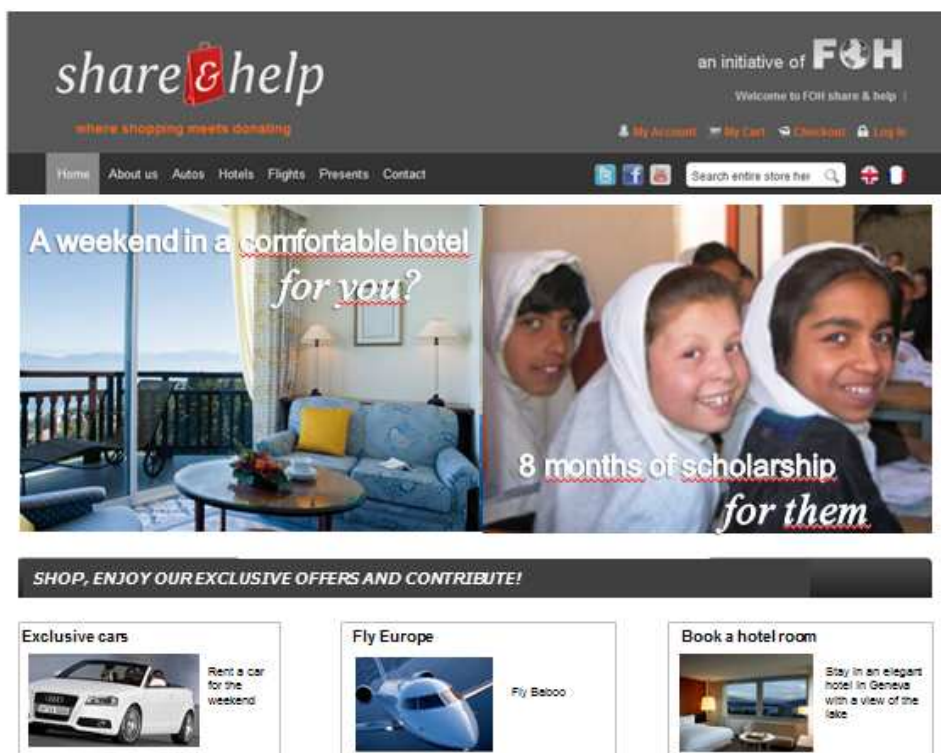 share & help
an initiative of FOH
Welcome to FOH share & help
where shopping meets donating
My Account My Cart Checkout Log In
Home About us Autos Hotels Flights Presents Contact
Search entire store her
A weekend in a comfortable hotel
for you?
8 months of scholarship
for them
SHOP, ENJOY OUR EXCLUSIVE OFFERS AND CONTRIBUTE!
Exclusive cars
Rent a car
for the
weekend
Fly Europe
Fly Baboo
Book a hotel room
Stay in an elegant
hotel in Geneva
with a view of the
lake